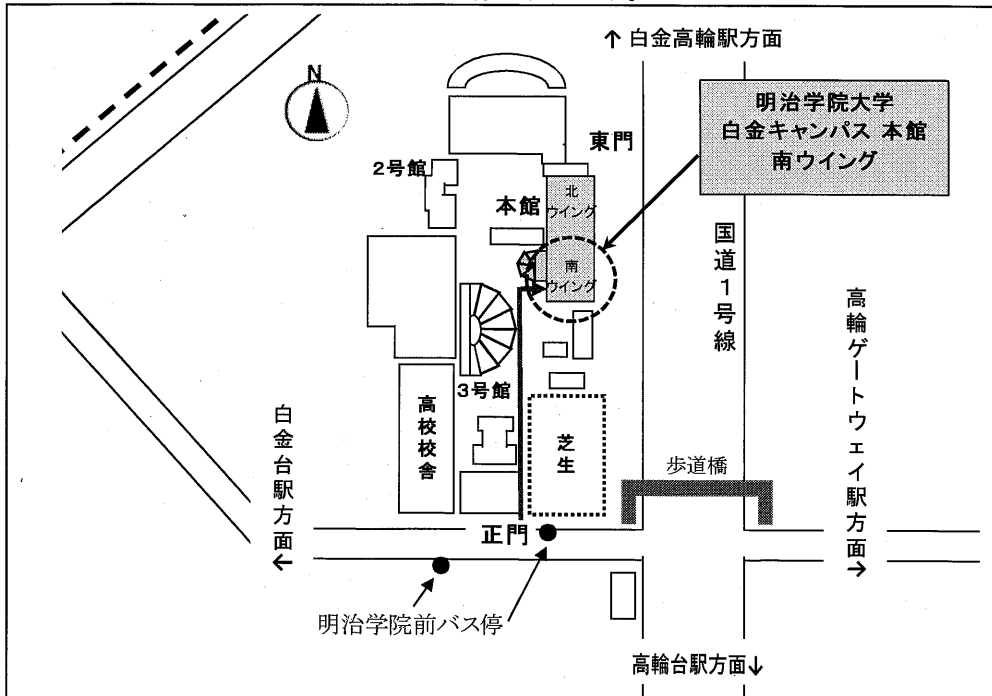 ↑ 白金高輪駅方面
N
明治学院大学
白金キャンパス 本館
南ウイング
東門
2号館
北
ウイング
本館
南
ウイング
国道1号線
高輪ゲートウェイ駅方面→
3号館
高校校舎
芝生
白金台駅方面←
歩道橋
正門
明治学院前バス停
高輪台駅方面↓